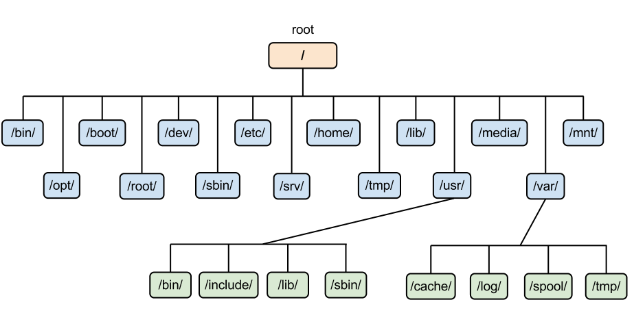 root
/
/bin/ /boot/ /dev/ /etc/ /home/ /lib/ /media/ /mnt/
/opt/ /root/ /sbin/ /srv/ /tmp/ /usr/ /var/
/bin/ /include/ /lib/ /sbin/ /cache/ /log/ /spool/ /tmp/